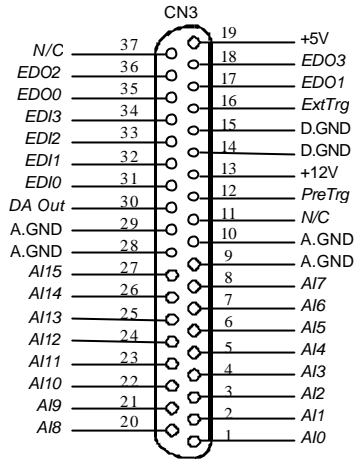 CN3
19 +5V
N/C 37
18 EDO3
EDO2 36
17 EDO1
EDO0 35
16 ExtTrg
EDI3 34
15 D.GND
EDI2 33
14 D.GND
EDI1 32
13 +12V
EDI0 31
12 PreTrg
DA Out 30
11 N/C
A.GND 29
10 A.GND
A.GND 28
9 A.GND
AI15 27
8 AI7
AI14 26
7 AI6
AI13 25
6 AI5
AI12 24
5 AI4
AI11 23
4 AI3
AI10 22
3 AI2
AI9 21
2 AI1
AI8 20
1 AI0